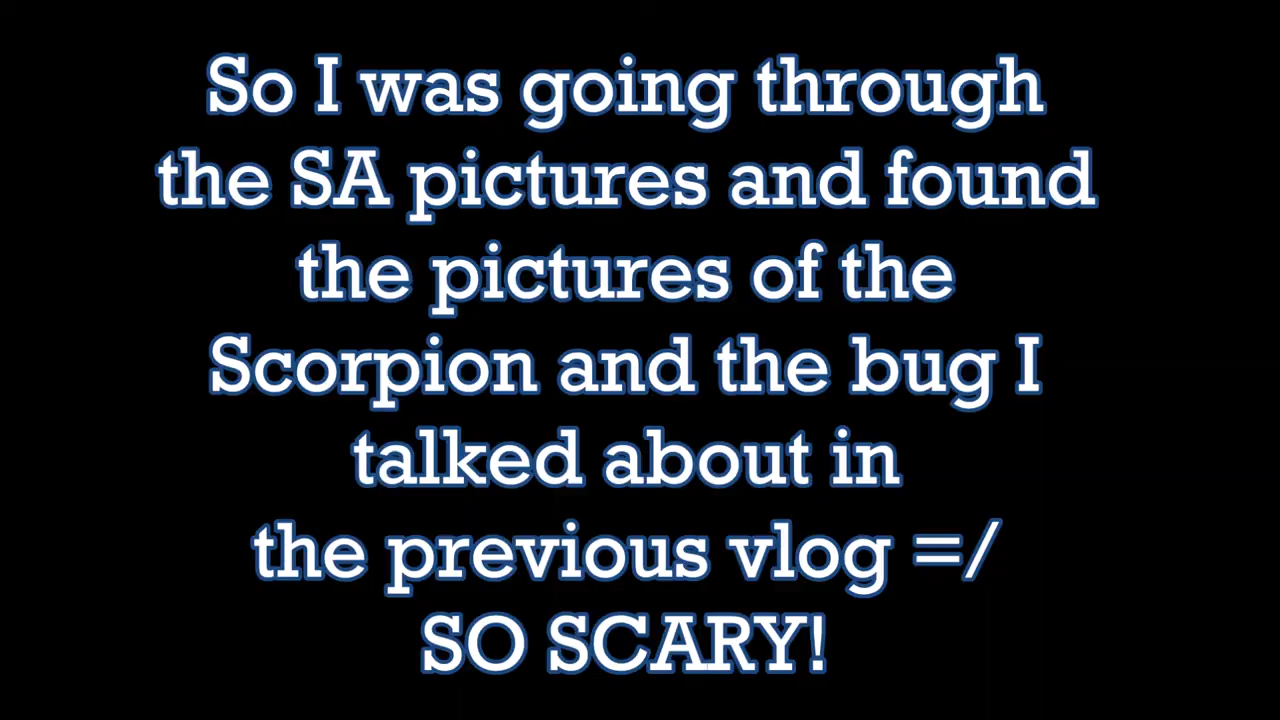 So I was going through
the SA pictures and found
the pictures of the
Scorpion and the bug I
talked about in
the previous vlog =/
SO SCARY!